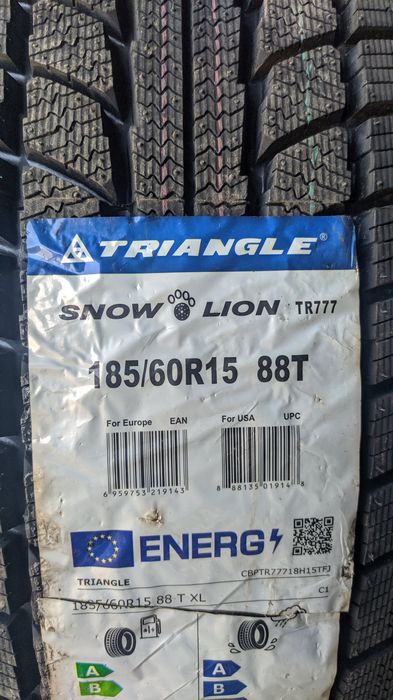 TRIANGLE®
SNOW LION TR777
185/60R15 88T
For Europe EAN For USA UPC
6 959753 219143 8 88135 01914 8
ENERG
TRIANGLE CBPTR77718H15TFJ
185/60R15 88 T XL C1
A A
B B